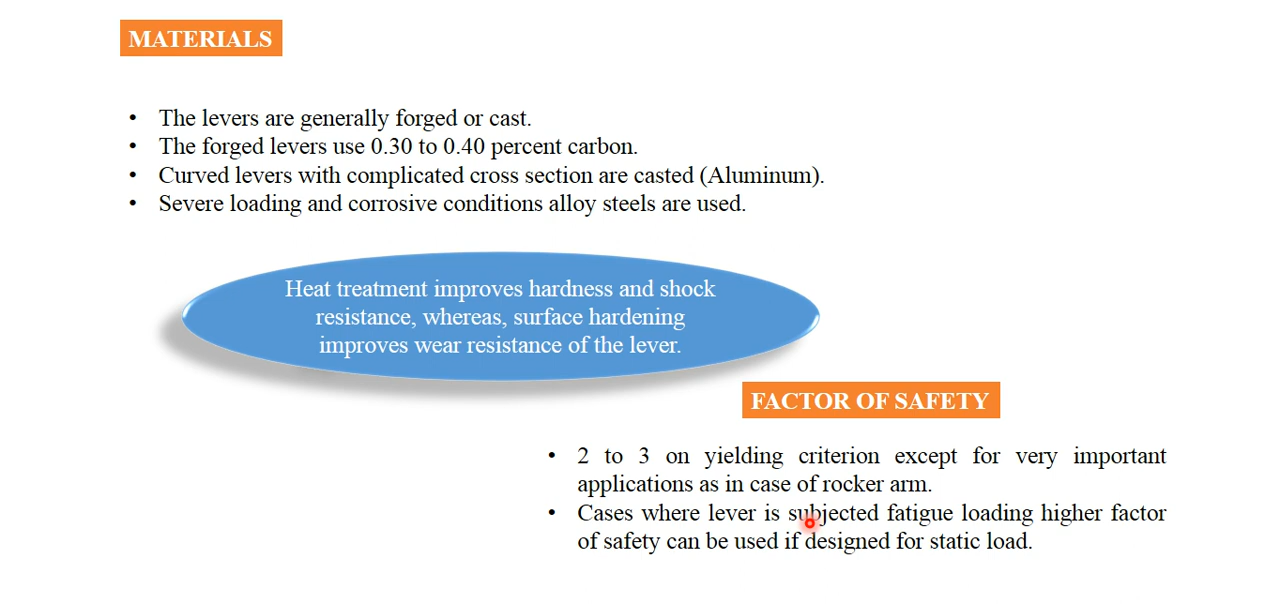 MATERIALS
• The levers are generally forged or cast.
• The forged levers use 0.30 to 0.40 percent carbon.
• Curved levers with complicated cross section are casted (Aluminum).
• Severe loading and corrosive conditions alloy steels are used.
Heat treatment improves hardness and shock
resistance, whereas, surface hardening
improves wear resistance of the lever.
FACTOR OF SAFETY
• 2 to 3 on yielding criterion except for very important
applications as in case of rocker arm.
• Cases where lever is subjected fatigue loading higher factor
of safety can be used if designed for static load.